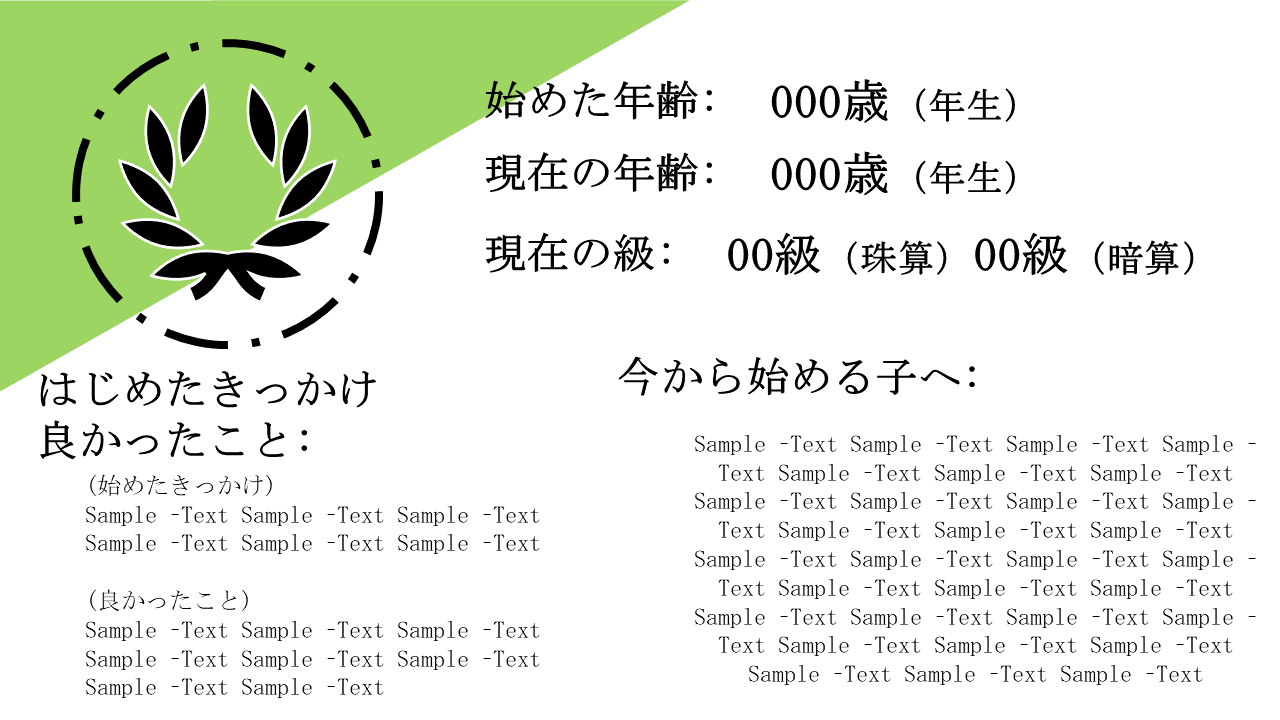 始めた年齢： 000歳（年生）
現在の年齢： 000歳（年生）
現在の級： 00級（珠算）00級（暗算）
はじめたきっかけ
良かったこと：
（始めたきっかけ）
Sample -Text Sample -Text Sample -Text
Sample -Text Sample -Text Sample -Text
（良かったこと）
Sample -Text Sample -Text Sample -Text
Sample -Text Sample -Text Sample -Text
Sample -Text Sample -Text
今から始める子へ：
Sample -Text Sample -Text Sample -Text Sample -
Text Sample -Text Sample -Text Sample -Text
Sample -Text Sample -Text Sample -Text Sample -
Text Sample -Text Sample -Text Sample -Text
Sample -Text Sample -Text Sample -Text Sample -
Text Sample -Text Sample -Text Sample -Text
Sample -Text Sample -Text Sample -Text Sample -
Text Sample -Text Sample -Text Sample -Text
Sample -Text Sample -Text Sample -Text